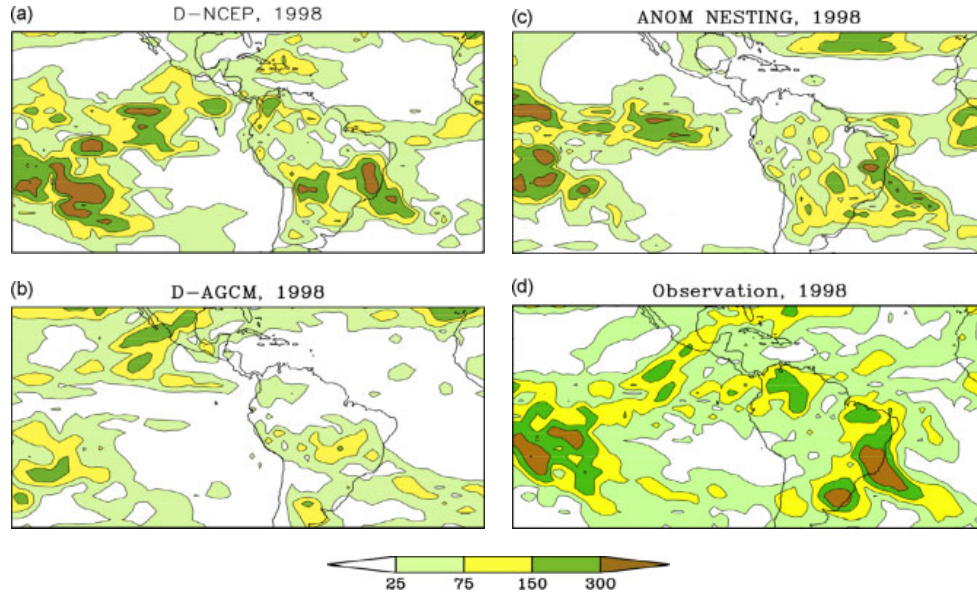 (a) D-NCEP, 1998
(c) ANOM NESTING, 1998
(b) D-AGCM, 1998
(d) Observation, 1998
25 75 150 300